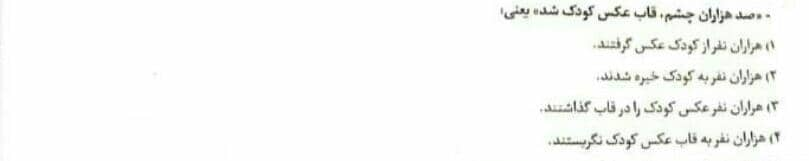 - «صد هزاران چشم، قاب عکس کودک شد» یعنی؛
۱) هزاران نفر از کودک عکس گرفتند.
۲) هزاران نفر به کودک خیره شدند.
۳) هزاران نفر عکس کودک را در قاب گذاشتند.
۴) هزاران نفر به قاب عکس کودک نگریستند.